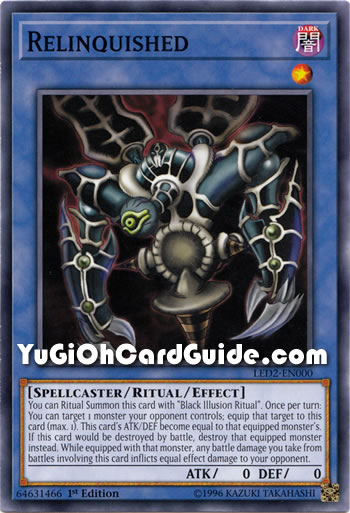 RELINQUISHED
DARK
闇
YuGiOhCardGuide.com
LED2-EN000
[SPELLCASTER/RITUAL/EFFECT]
You can Ritual Summon this card with "Black Illusion Ritual". Once per turn:
You can target 1 monster your opponent controls; equip that target to this
card (max. 1). This card's ATK/DEF become equal to that equipped monster's.
If this card would be destroyed by battle, destroy that equipped monster
instead. While equipped with that monster, any battle damage you take from
battles involving this card inflicts equal effect damage to your opponent.
ATK/ 0 DEF/ 0
64631466 1st Edition ©1996 KAZUKI TAKAHASHI